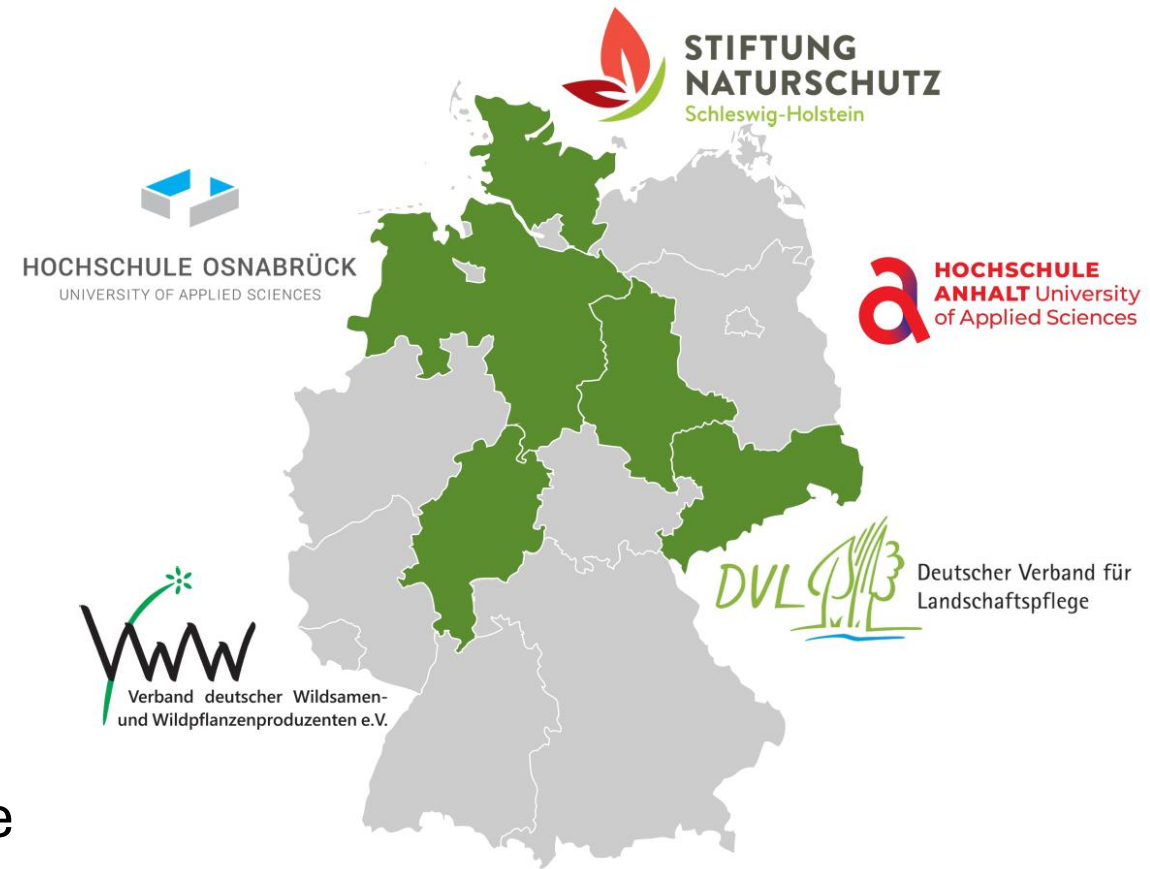 STIFTUNG
NATURSCHUTZ
Schleswig-Holstein
HOCHSCHULE OSNABRÜCK
UNIVERSITY OF APPLIED SCIENCES
HOCHSCHULE
ANHALT University
of Applied Sciences
DVL
Deutscher Verband für
Landschaftspflege
VWW
Verband deutscher Wildsamen-
und Wildpflanzenproduzenten e.V.
e